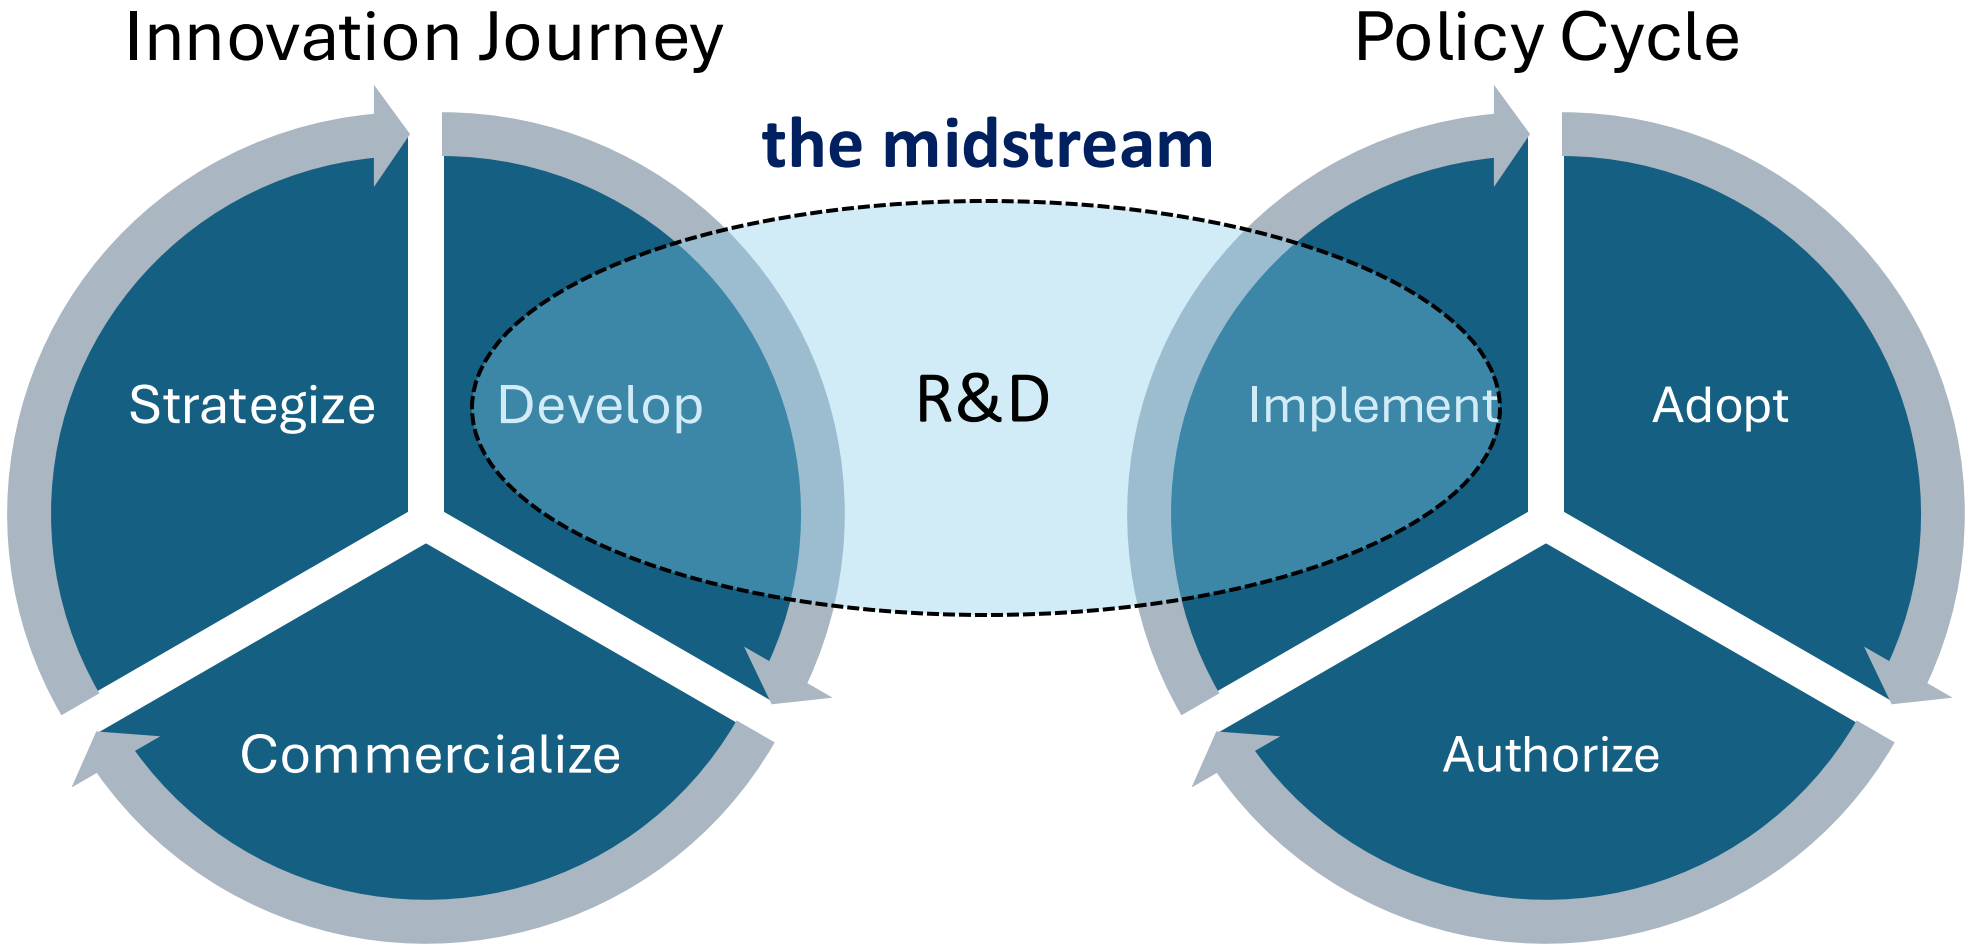 Innovation Journey
Policy Cycle
the midstream
Strategize
Develop
R&D
Implement
Adopt
Commercialize
Authorize